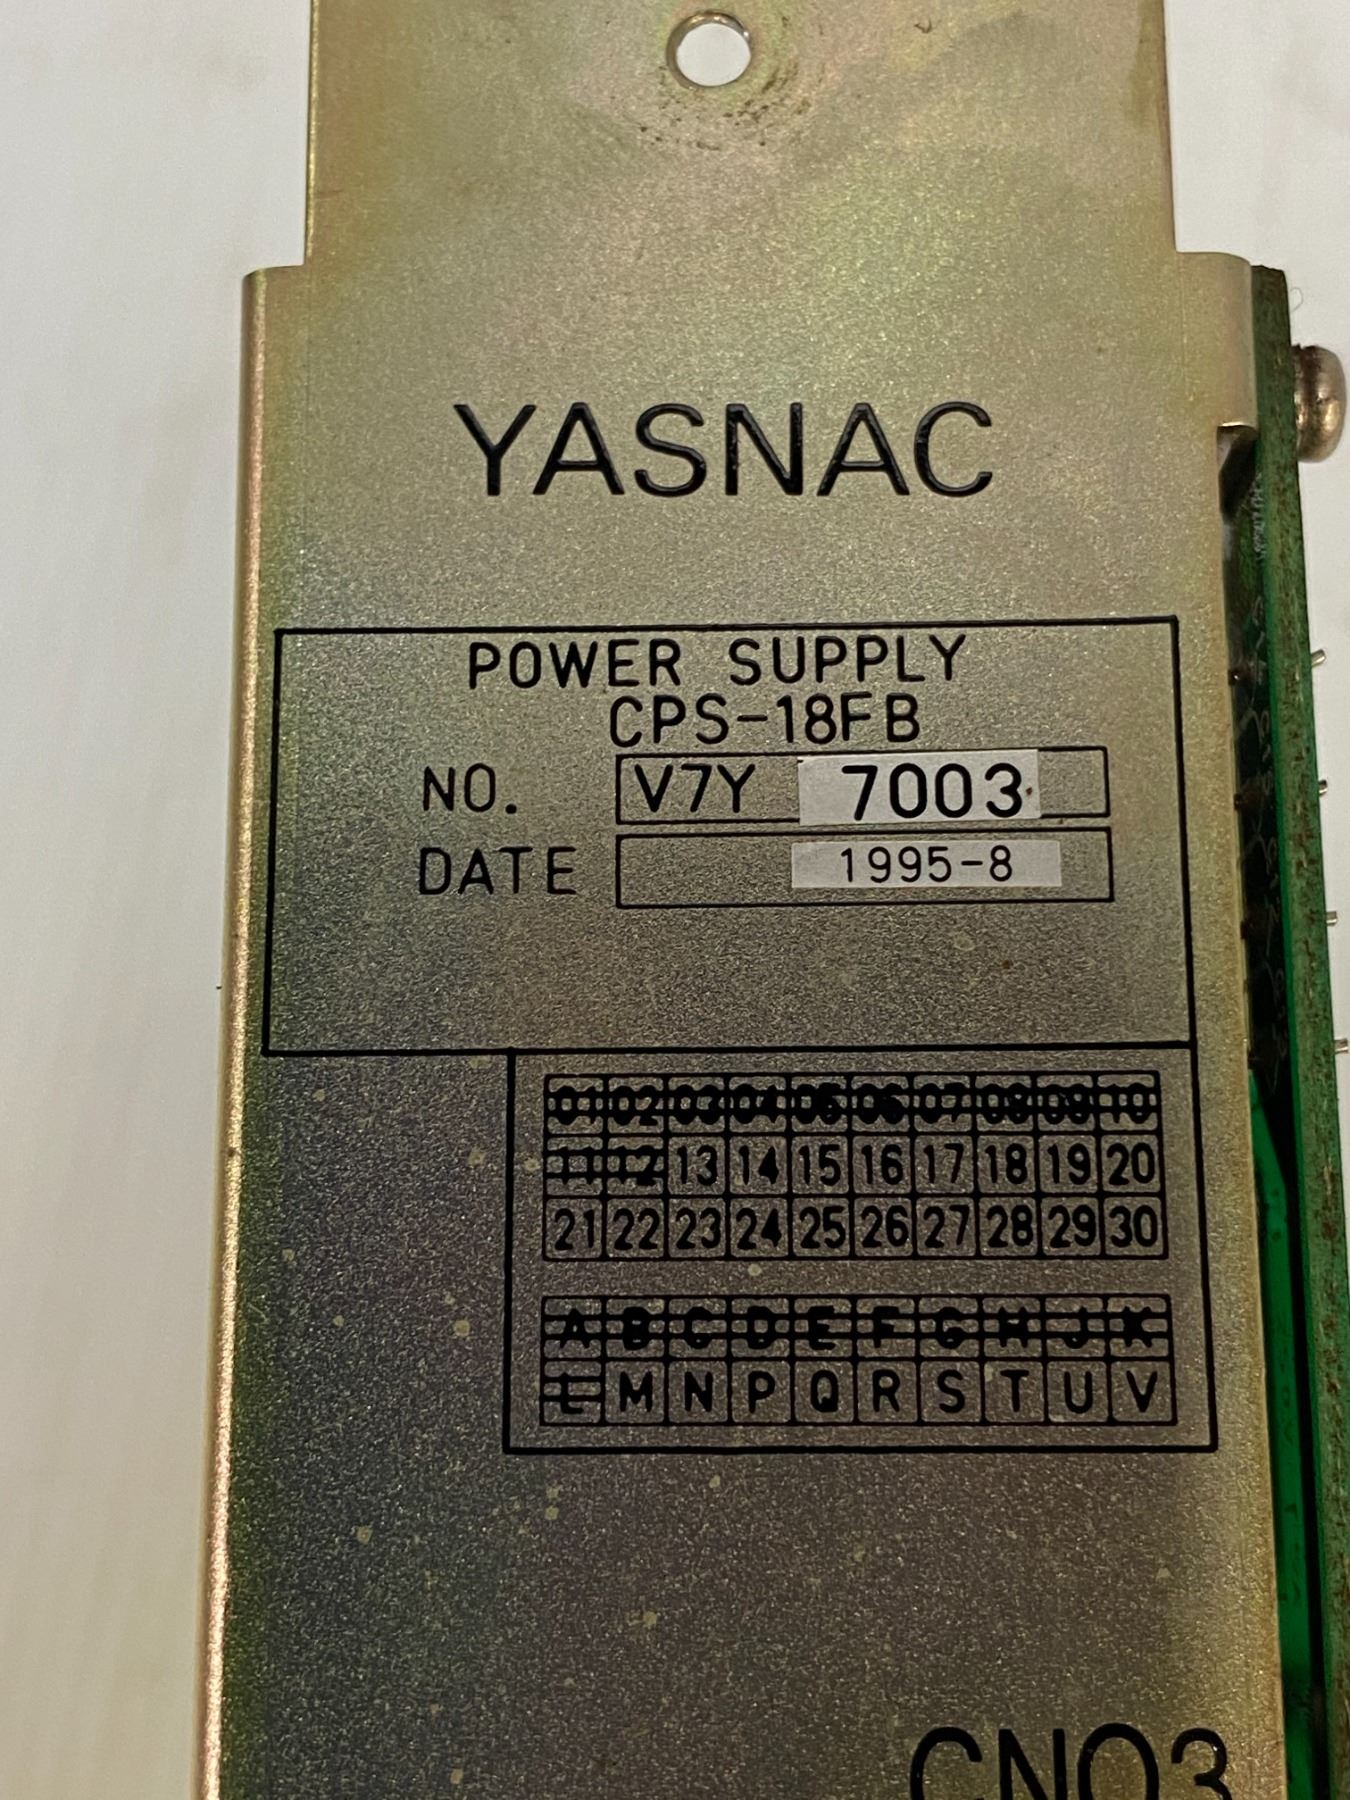 YASNAC
POWER SUPPLY
CPS-18FB
NO. V7Y 7003
DATE 1995-8
01 02 03 04 05 06 07 08 09 10
11 12 13 14 15 16 17 18 19 20
21 22 23 24 25 26 27 28 29 30
A B C D E F G H J K
L M N P Q R S T U V
CN03